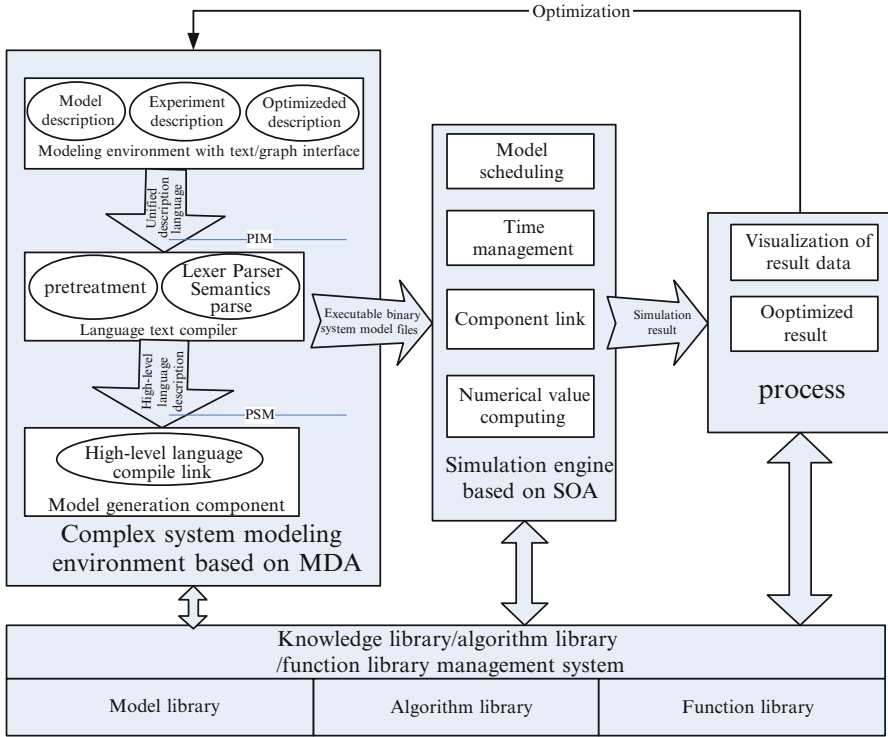 Optimization
Model
description
Experiment
description
Optimizeded
description
Modeling environment with text/graph interface
Unified
description
language
PIM
pretreatment
Lexer Parser
Semantics
parse
Language text compiler
High-level
language
description
PSM
High-level language
compile link
Model generation component
Complex system modeling
environment based on MDA
Executable binary
system model files
Model
scheduling
Time
management
Component link
Numerical value
computing
Simulation engine
based on SOA
Simulation
result
Visualization of
result data
Ooptimized
result
process
Knowledge library/algorithm library
/function library management system
Model library
Algorithm library
Function library